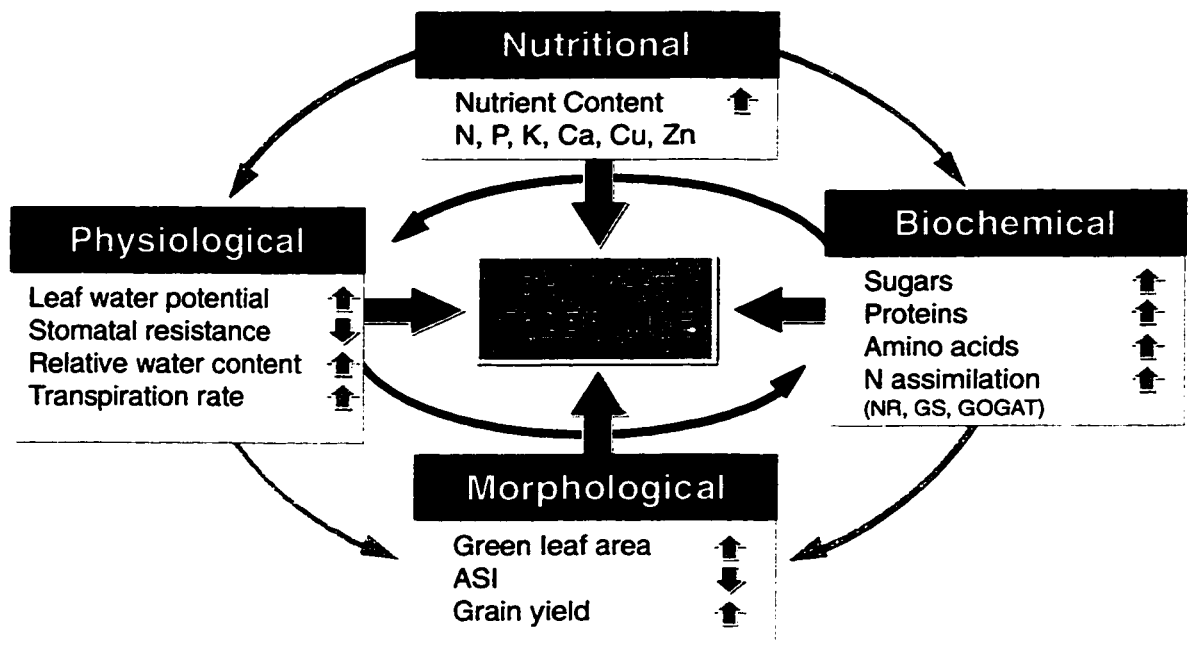 Nutritional
Nutrient Content
N, P, K, Ca, Cu, Zn
Physiological
Leaf water potential
Stomatal resistance
Relative water content
Transpiration rate
Biochemical
Sugars
Proteins
Amino acids
N assimilation
(NR, GS, GOGAT)
Morphological
Green leaf area
ASI
Grain yield